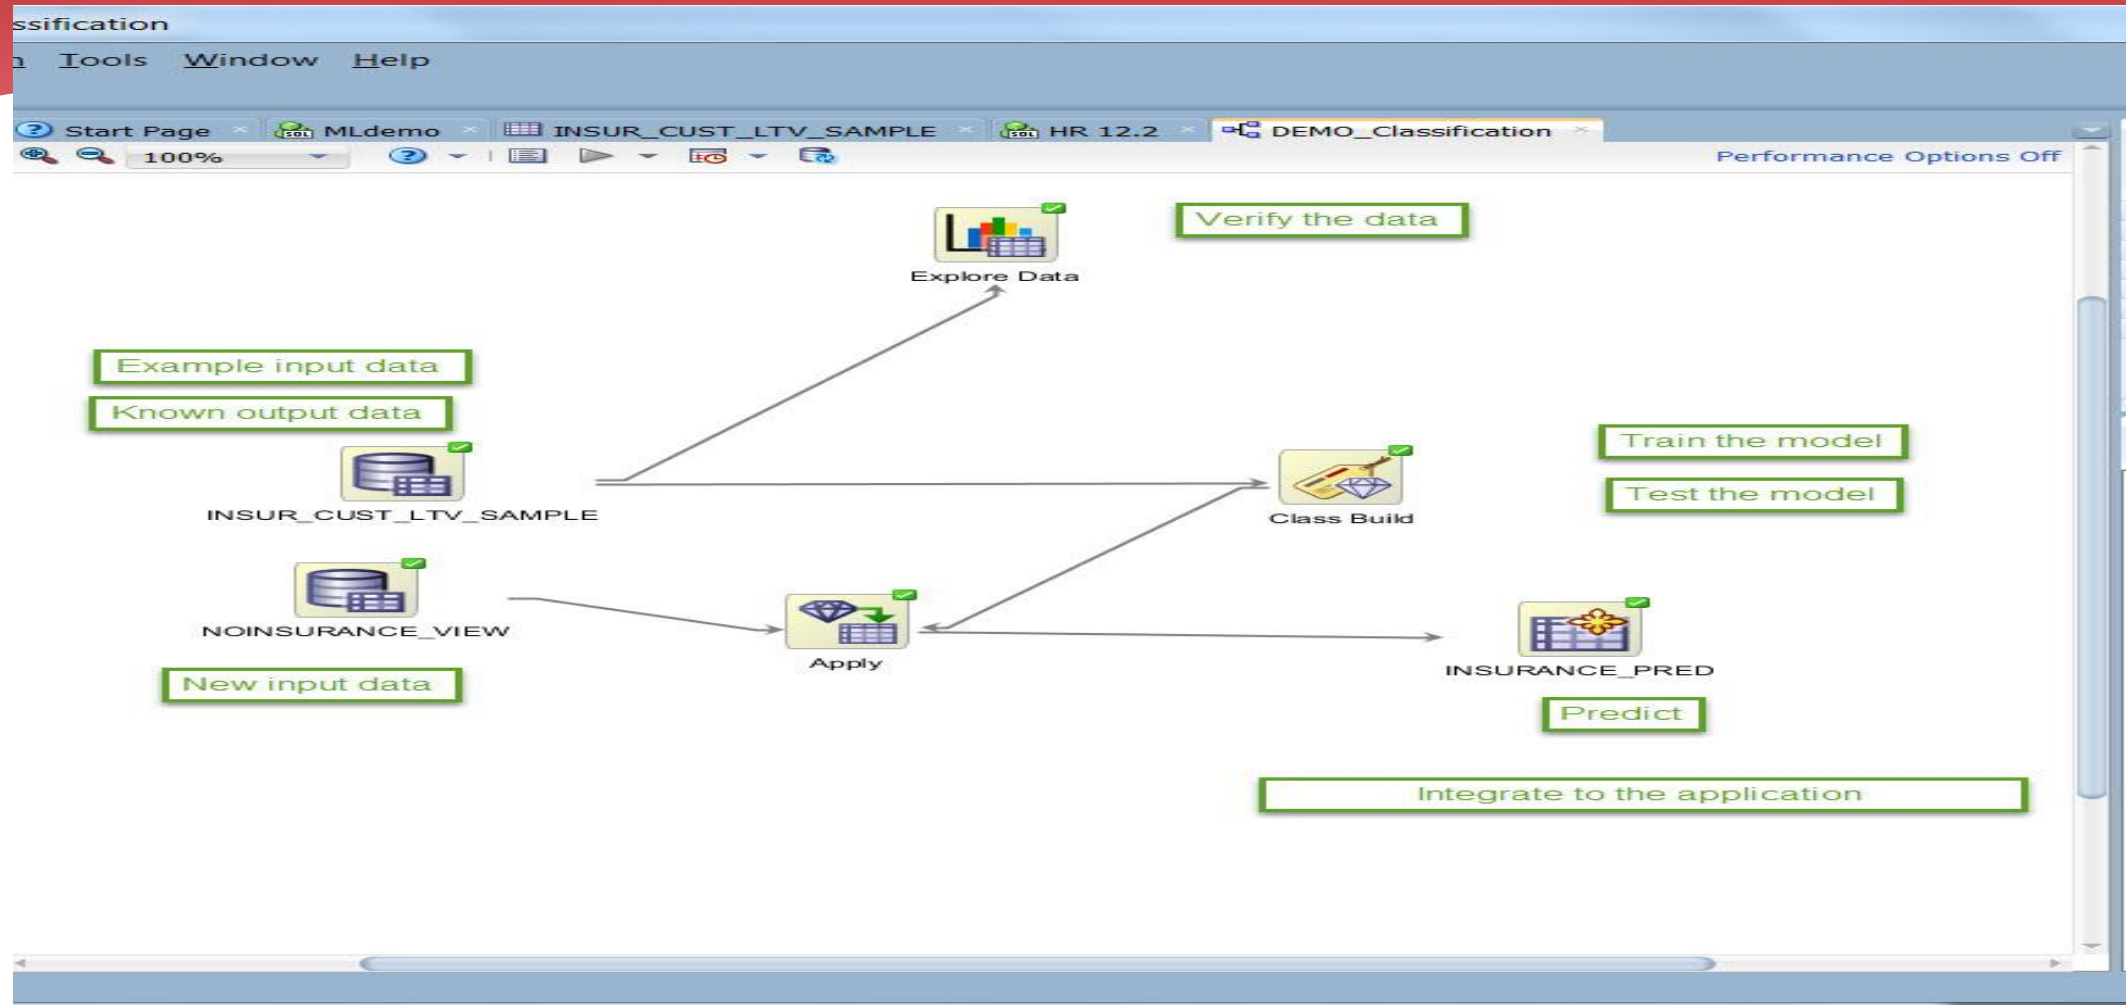 ssification
Tools Window Help
Start Page MLdemo INSUR_CUST_LTV_SAMPLE HR 12.2 DEMO_Classification
100% Performance Options Off
Verify the data
Explore Data
Example input data
Known output data
Train the model
Test the model
INSUR_CUST_LTV_SAMPLE
Class Build
NOINSURANCE_VIEW
Apply
INSURANCE_PRED
New input data
Predict
Integrate to the application